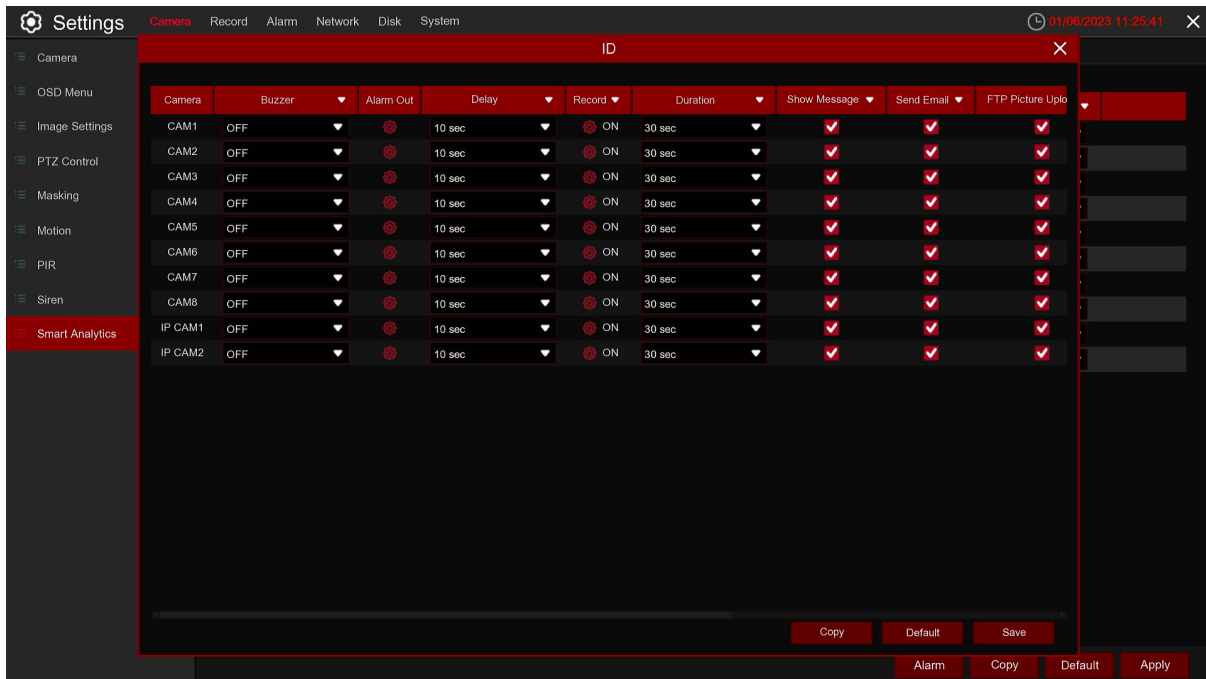 Settings Camera Record Alarm Network Disk System 01/06/2023 11:25:41
Camera
OSD Menu
Image Settings
PTZ Control
Masking
Motion
PIR
Siren
Smart Analytics
ID
Camera Buzzer Alarm Out Delay Record Duration Show Message Send Email FTP Picture Uplo
CAM1 OFF 10 sec ON 30 sec
CAM2 OFF 10 sec ON 30 sec
CAM3 OFF 10 sec ON 30 sec
CAM4 OFF 10 sec ON 30 sec
CAM5 OFF 10 sec ON 30 sec
CAM6 OFF 10 sec ON 30 sec
CAM7 OFF 10 sec ON 30 sec
CAM8 OFF 10 sec ON 30 sec
IP CAM1 OFF 10 sec ON 30 sec
IP CAM2 OFF 10 sec ON 30 sec
Copy Default Save
Alarm Copy Default Apply